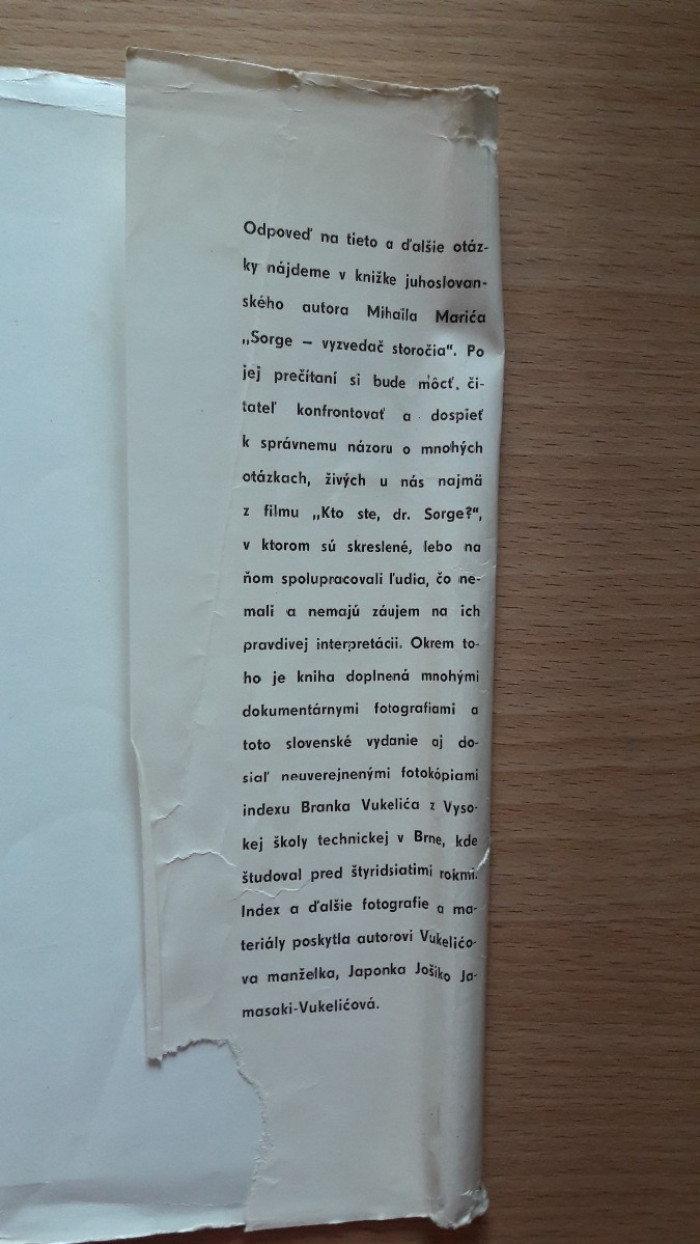 Odpoveď na tieto a ďalšie otáz-
ky nájdeme v knižke juhoslovan-
ského autora Mihaila Marića
„Sorge — vyzvedač storočia“. Po
jej prečítaní si bude môcť. či-
tateľ konfrontovať a dospieť
k správnemu názoru o mnohých
otázkach, živých u nás najmä
z filmu „Kto ste, dr. Sorge?“,
v ktorom sú skreslené, lebo na
ňom spolupracovali ľudia, čo ne-
mali a nemajú záujem na ich
pravdivej interpretácii. Okrem to-
ho je kniha doplnená mnohými
dokumentárnymi fotografiami a
toto slovenské vydanie aj do-
siaľ neuverejnenými fotokópiami
indexu Branka Vukelića z Vyso-
kej školy technickej v Brne, kde
študoval pred štyridsiatimi rokmi.
Index a ďalšie fotografie a ma-
teriály poskytla autorovi Vukelićo-
va manželka, Japonka Jošiko Ja-
masaki-Vukelićová.